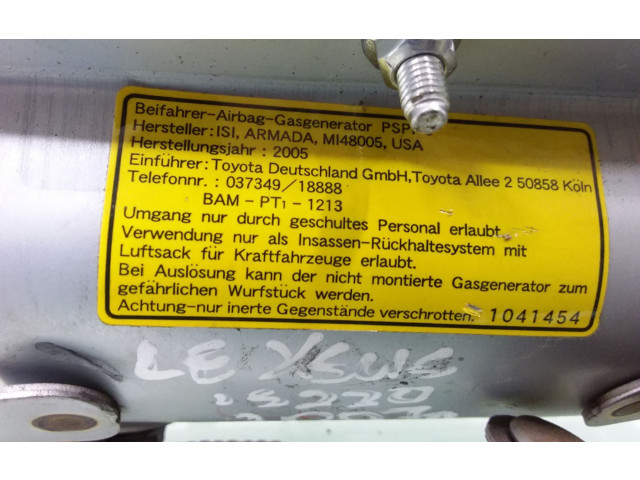 Beifahrer-Airbag-Gasgenerator PSP
Hersteller:ISI, ARMADA, MI48005, USA
Herstellungsjahr : 2005
Einführer: Toyota Deutschland GmbH,Toyota Allee 2 50858 Köln
Telefonnr. : 037349/18888
BAM - PT1 - 1213
Umgang nur durch geschultes Personal erlaubt.
Verwendung nur als Insassen-Rückhaltesystem mit
Luftsack für Kraftfahrzeuge erlaubt.
Bei Auslösung kann der nicht montierte Gasgenerator zum
gefährlichen Wurfstück werden.
Achtung-nur inerte Gegenstände verschrotten. 1041454
220